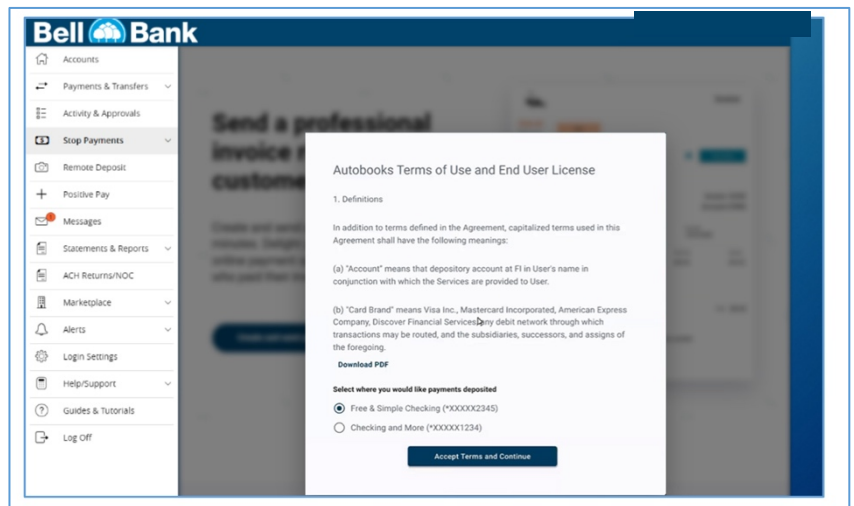 Bell Bank
Accounts
Payments & Transfers
Activity & Approvals
Stop Payments
Remote Deposit
Positive Pay
Messages
Statements & Reports
ACH Returns/NOC
Marketplace
Alerts
Login Settings
Help/Support
Guides & Tutorials
Log Off
Send a professional
invoice
custome
Autobooks Terms of Use and End User License
1. Definitions
In addition to terms defined in the Agreement, capitalized terms used in this
Agreement shall have the following meanings:
(a) "Account" means that depository account at FI in User's name in
conjunction with which the Services are provided to User.
(b) "Card Brand" means Visa Inc., Mastercard Incorporated, American Express
Company, Discover Financial Services, any debit network through which
transactions may be routed, and the subsidiaries, successors, and assigns of
the foregoing.
Download PDF
Select where you would like payments deposited
Free & Simple Checking (*XXXXX2345)
Checking and More (*XXXXX1234)
Accept Terms and Continue